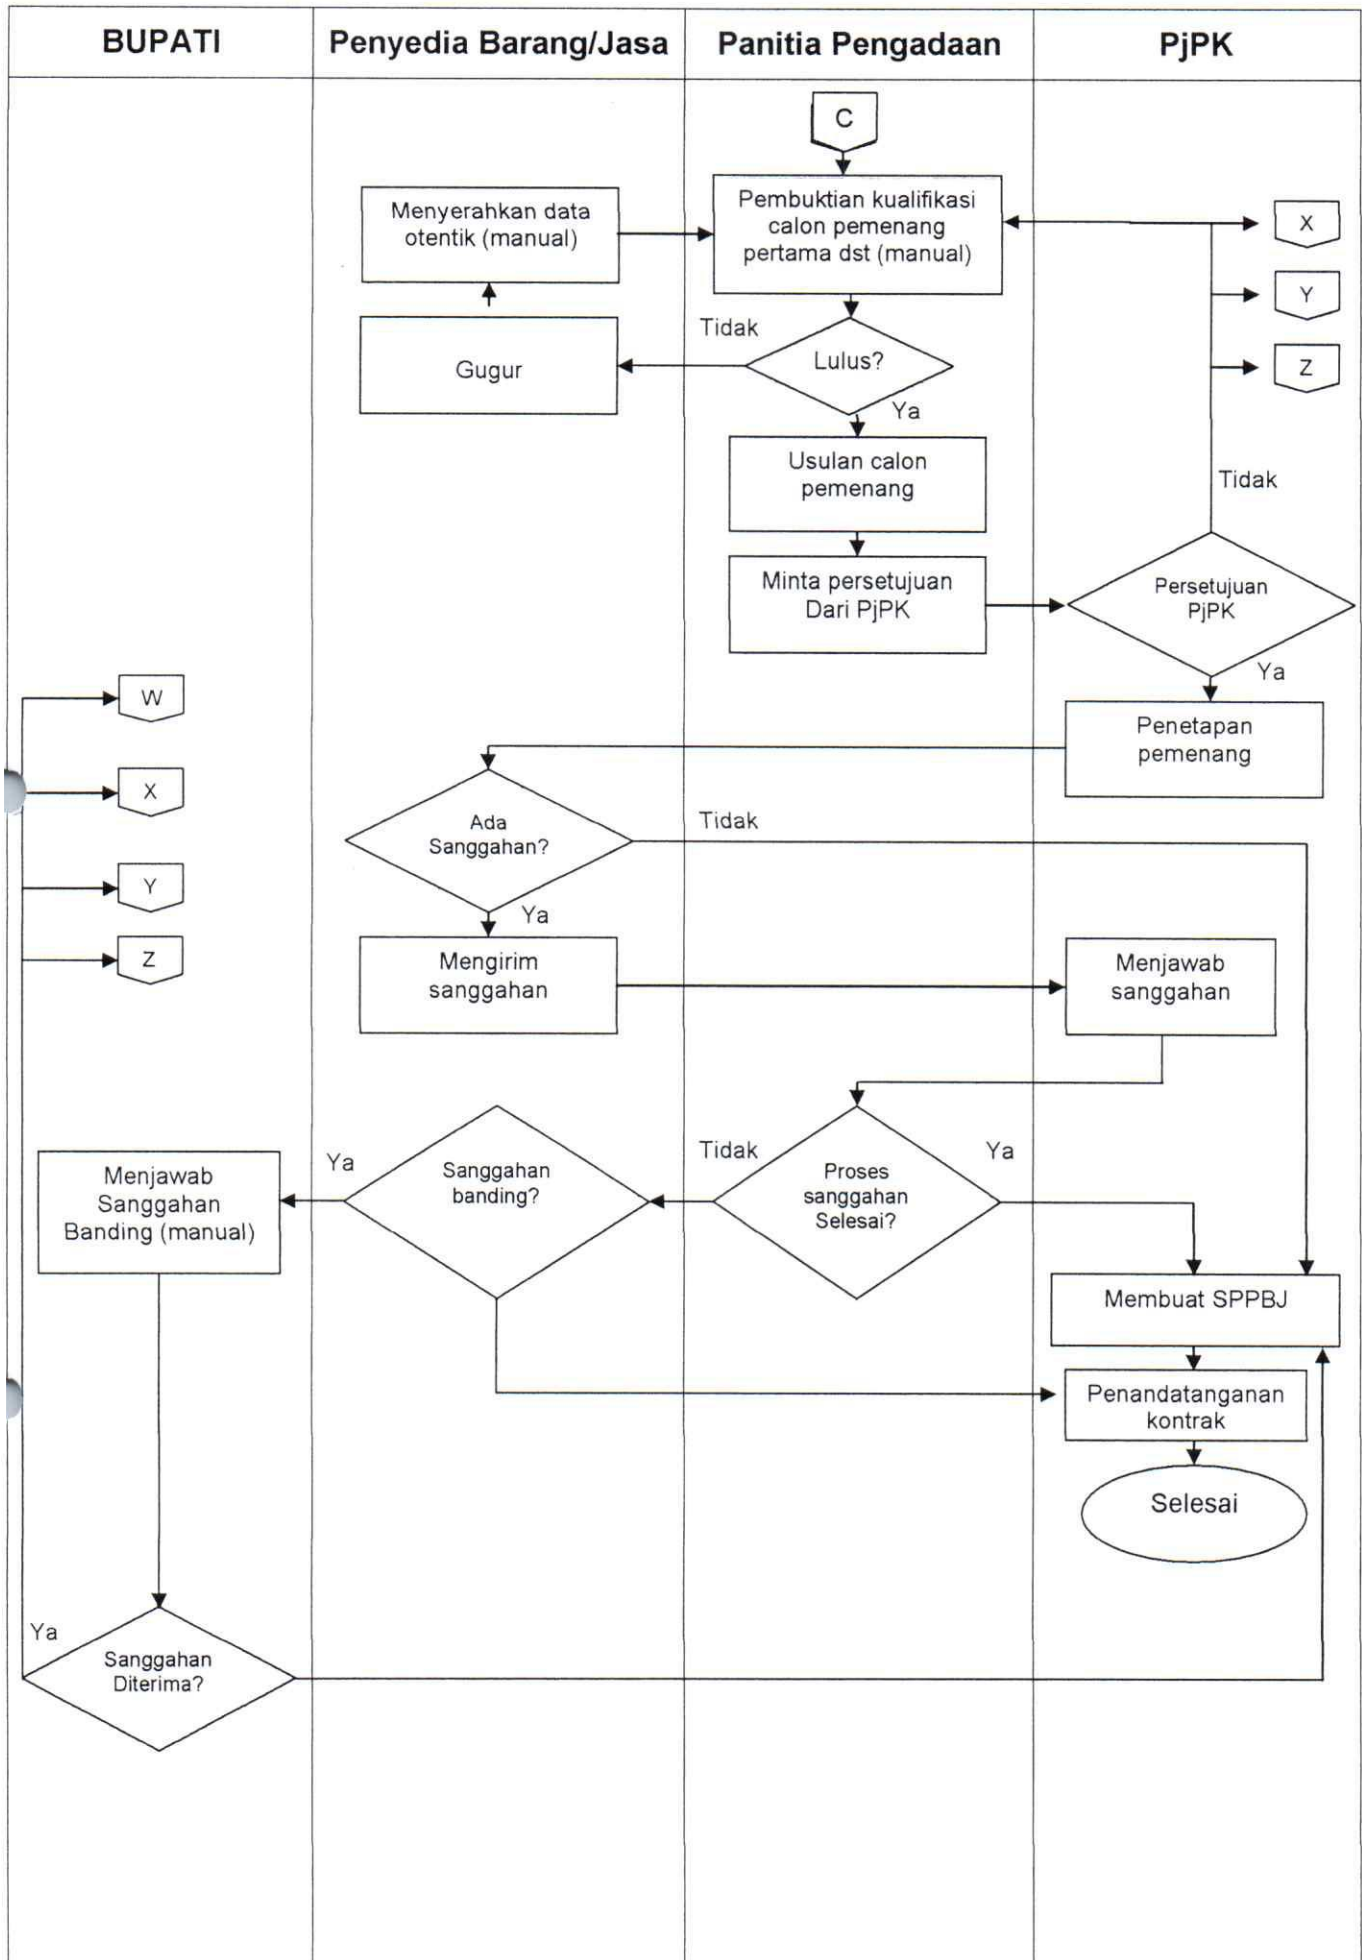 BUPATI
Penyedia Barang/Jasa
Panitia Pengadaan
PjPK
C
Menyerahkan data
otentik (manual)
Pembuktian kualifikasi
calon pemenang
pertama dst (manual)
X
Y
Z
Tidak
Gugur
Lulus?
Ya
Usulan calon
pemenang
Tidak
Minta persetujuan
Dari PjPK
Persetujuan
PjPK
Ya
W
X
Y
Z
Penetapan
pemenang
Ada
Sanggahan?
Tidak
Ya
Mengirim
sanggahan
Menjawab
sanggahan
Menjawab
Sanggahan
Banding (manual)
Ya
Sanggahan
banding?
Tidak
Proses
sanggahan
Selesai?
Ya
Membuat SPPBJ
Penandatanganan
kontrak
Selesai
Ya
Sanggahan
Diterima?